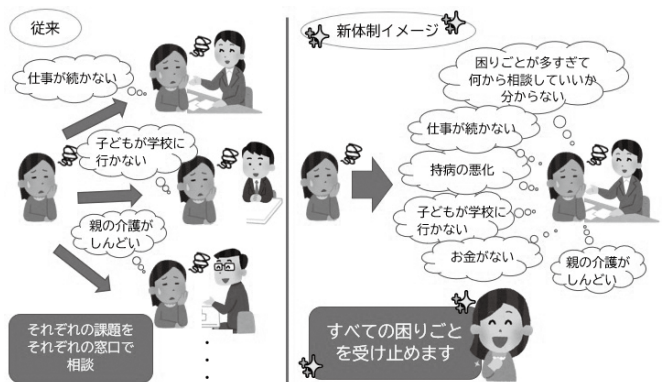 従来
仕事が続かない
子どもが学校に
行かない
親の介護が
しんどい
それぞれの課題を
それぞれの窓口で
相談
新体制イメージ
困りごとが多すぎて
何から相談していいか
分からない
仕事が続かない
持病の悪化
子どもが学校に
行かない
お金がない
親の介護が
しんどい
すべての困りごと
を受け止めます